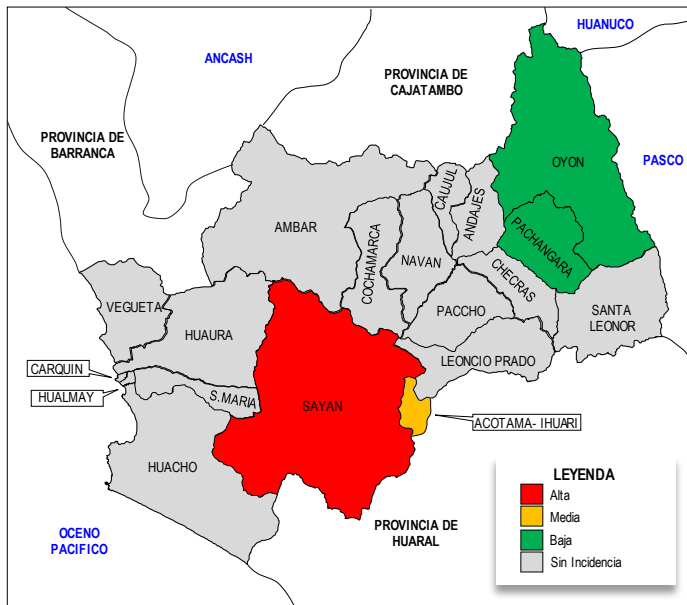 HUANUCO
ANCASH
PROVINCIA DE
CAJATAMBO
PROVINCIA DE
BARRANCA
OYON
PASCO
CAUJUL
ANDAJES
PACHANGARA
AMBAR
COCHAMARCA
NAVAN
CHECRAS
VEGUETA
HUAURA
PACCHO
SANTA
LEONOR
LEONCIO PRADO
CARQUIN
HUALMAY
S.MARIA
SAYAN
ACOTAMA- IHUARI
HUACHO
OCENO
PACIFICO
PROVINCIA DE
HUARAL
LEYENDA
Alta
Media
Baja
Sin Incidencia